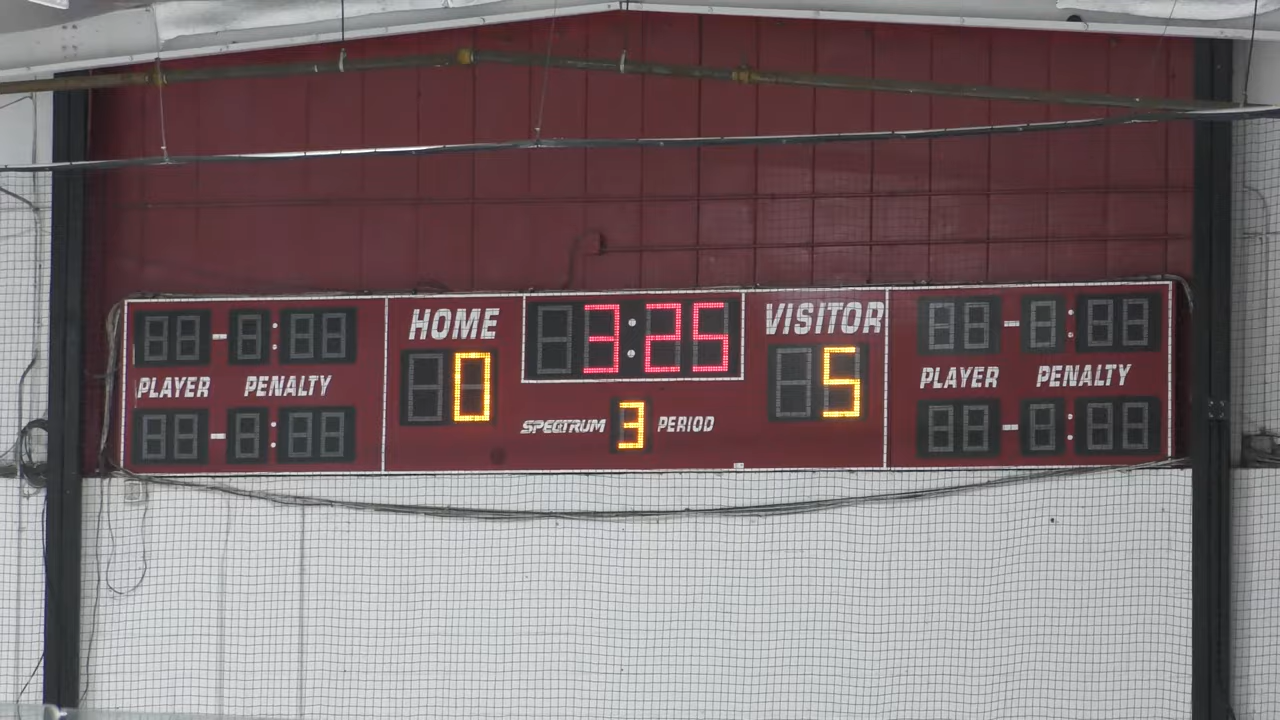 HOME 3:25 VISITOR
0 5
PLAYER PENALTY
PLAYER PENALTY
SPECTRUM 3 PERIOD